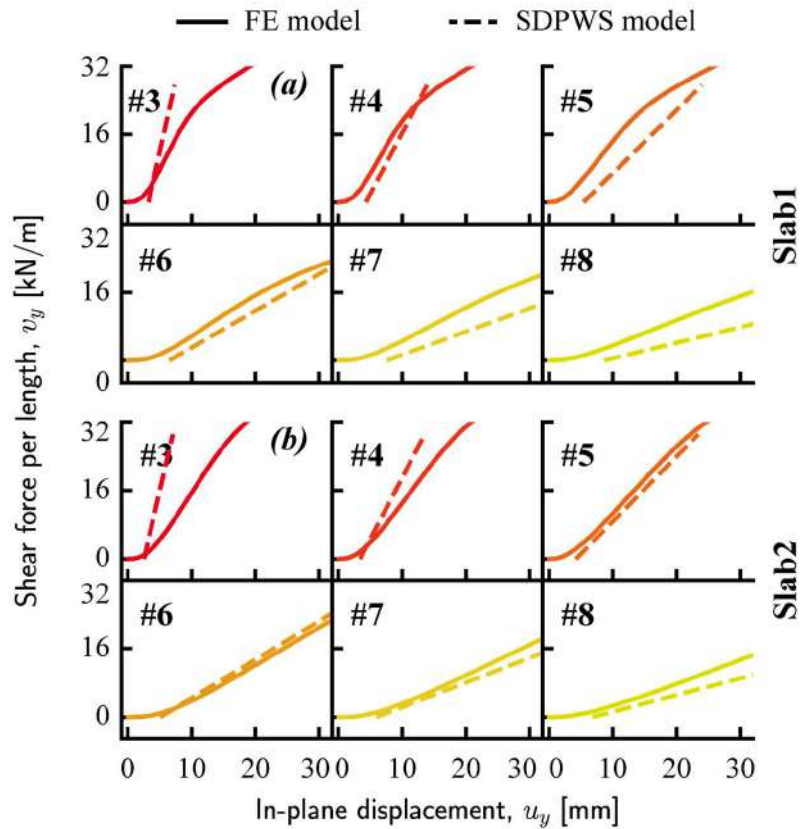 FE model SDPWS model
32 #3 (a) #4 #5
16
0
Slab1
32 #6 #7 #8
16
0
Shear force per length, v_y [kN/m]
32 #3 (b) #4 #5
16
0
Slab2
32 #6 #7 #8
16
0
0 10 20 30 0 10 20 30 0 10 20 30
In-plane displacement, u_y [mm]